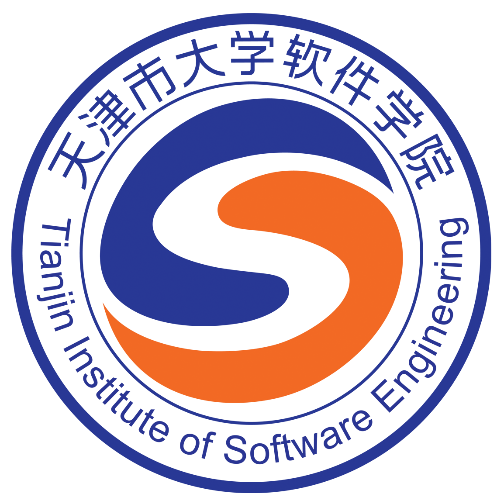 天津市大学软件学院
Tianjin Institute of Software Engineering